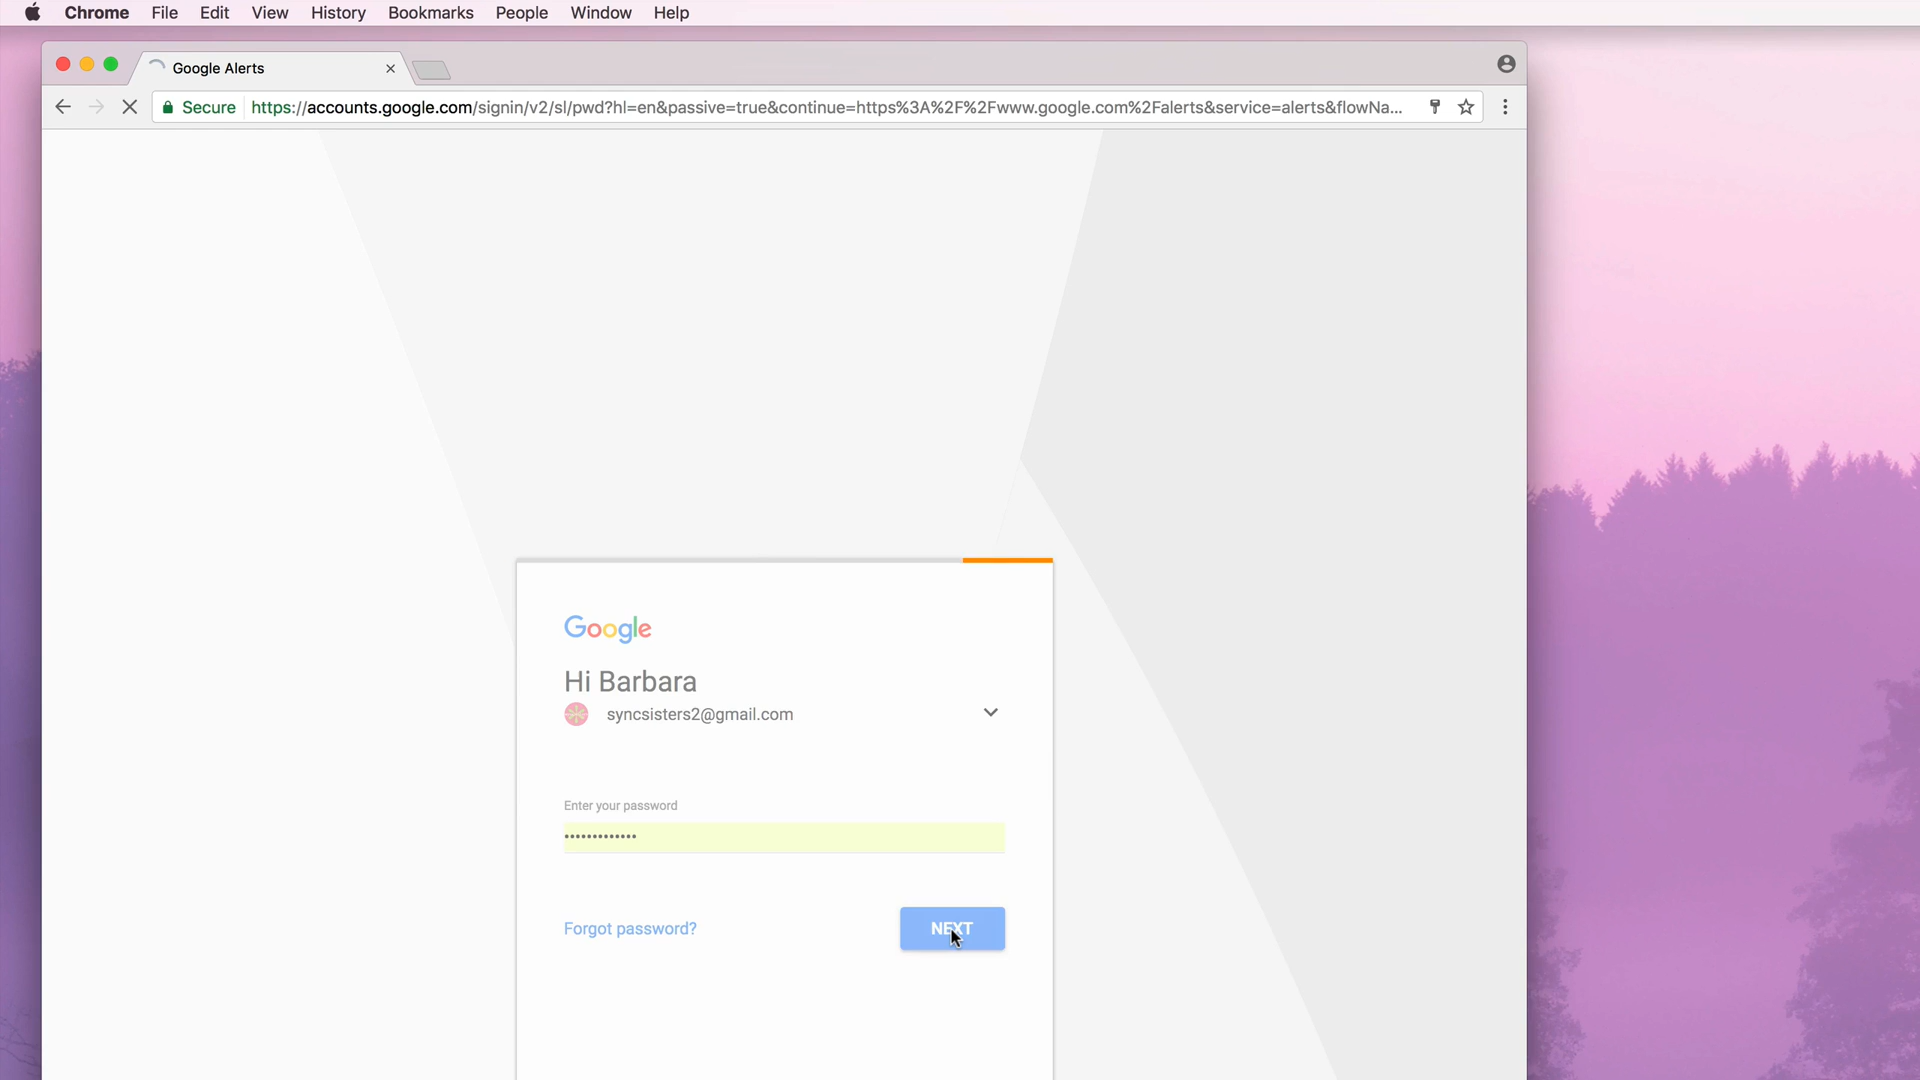 Chrome File Edit View History Bookmarks People Window Help
Google Alerts
Secure https://accounts.google.com/signin/v2/sl/pwd?hl=en&passive=true&continue=https%3A%2F%2Fwww.google.com%2Falerts&service=alerts&flowNa...
Google
Hi Barbara
syncsisters2@gmail.com
Enter your password
•••••••••••••
Forgot password? NEXT